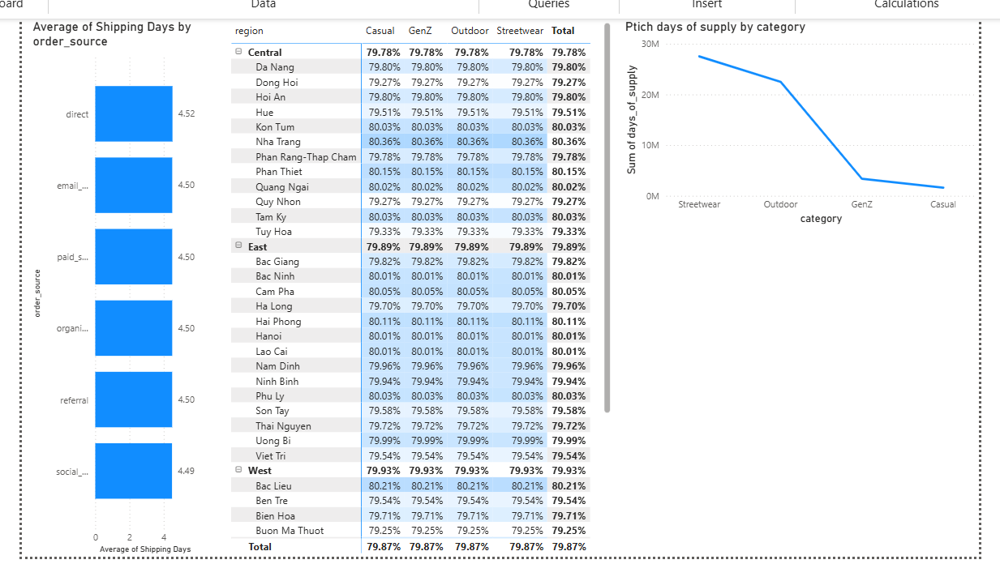 oard Data Queries Insert Calculations
Average of Shipping Days by
order_source
order_source
direct 4.52
email_... 4.50
paid_s... 4.50
organi... 4.50
referral 4.50
social_... 4.49
0 2 4
Average of Shipping Days
region Casual GenZ Outdoor Streetwear Total
Central 79.78% 79.78% 79.78% 79.78% 79.78%
Da Nang 79.80% 79.80% 79.80% 79.80% 79.80%
Dong Hoi 79.27% 79.27% 79.27% 79.27% 79.27%
Hoi An 79.80% 79.80% 79.80% 79.80% 79.80%
Hue 79.51% 79.51% 79.51% 79.51% 79.51%
Kon Tum 80.03% 80.03% 80.03% 80.03% 80.03%
Nha Trang 80.36% 80.36% 80.36% 80.36% 80.36%
Phan Rang-Thap Cham 79.78% 79.78% 79.78% 79.78% 79.78%
Phan Thiet 80.15% 80.15% 80.15% 80.15% 80.15%
Quang Ngai 80.02% 80.02% 80.02% 80.02% 80.02%
Quy Nhon 79.27% 79.27% 79.27% 79.27% 79.27%
Tam Ky 80.03% 80.03% 80.03% 80.03% 80.03%
Tuy Hoa 79.33% 79.33% 79.33% 79.33% 79.33%
East 79.89% 79.89% 79.89% 79.89% 79.89%
Bac Giang 79.82% 79.82% 79.82% 79.82% 79.82%
Bac Ninh 80.01% 80.01% 80.01% 80.01% 80.01%
Cam Pha 80.05% 80.05% 80.05% 80.05% 80.05%
Ha Long 79.70% 79.70% 79.70% 79.70% 79.70%
Hai Phong 80.11% 80.11% 80.11% 80.11% 80.11%
Hanoi 80.01% 80.01% 80.01% 80.01% 80.01%
Lao Cai 80.01% 80.01% 80.01% 80.01% 80.01%
Nam Dinh 79.96% 79.96% 79.96% 79.96% 79.96%
Ninh Binh 79.94% 79.94% 79.94% 79.94% 79.94%
Phu Ly 80.03% 80.03% 80.03% 80.03% 80.03%
Son Tay 79.58% 79.58% 79.58% 79.58% 79.58%
Thai Nguyen 79.72% 79.72% 79.72% 79.72% 79.72%
Uong Bi 79.99% 79.99% 79.99% 79.99% 79.99%
Viet Tri 79.54% 79.54% 79.54% 79.54% 79.54%
West 79.93% 79.93% 79.93% 79.93% 79.93%
Bac Lieu 80.21% 80.21% 80.21% 80.21% 80.21%
Ben Tre 79.54% 79.54% 79.54% 79.54% 79.54%
Bien Hoa 79.71% 79.71% 79.71% 79.71% 79.71%
Buon Ma Thuot 79.25% 79.25% 79.25% 79.25% 79.25%
Total 79.87% 79.87% 79.87% 79.87% 79.87%
Ptich days of supply by category
Sum of days_of_supply
30M
20M
10M
0M
Streetwear Outdoor GenZ Casual
category